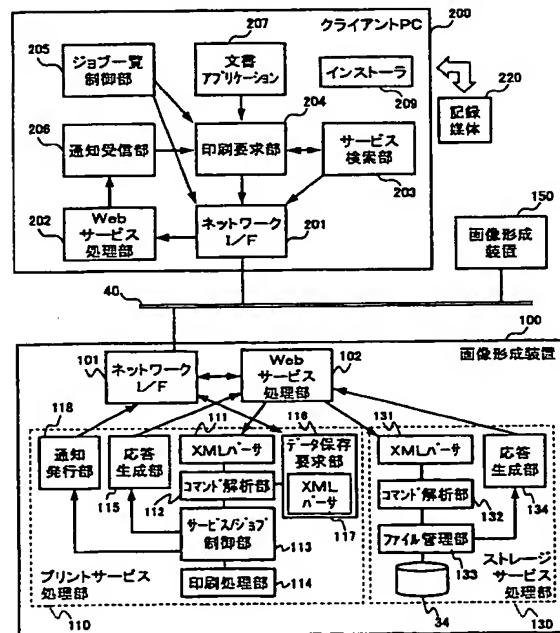 クライアントPC
200
205
ジョブ一覧
制御部
207
文書
アプリケーション
インストーラ
209
220
記録
媒体
206
通知受信部
204
印刷要求部
サービス
検索部
203
202
Web
サービス
処理部
ネットワーク
I/F
201
150
画像形成
装置
40
100
画像形成装置
101
ネットワーク
I/F
Web
サービス
処理部
102
118
通知
発行部
応答
生成部
115
111
XMLパーサ
116
データ保存
要求部
XML
パーサ
117
131
XMLパーサ
応答
生成部
134
コマンド解析部
112
コマンド解析部
132
サービス/ジョブ
制御部
113
ファイル管理部
133
印刷処理部
114
34
プリントサービス
処理部
110
ストレージ
サービス
処理部
130